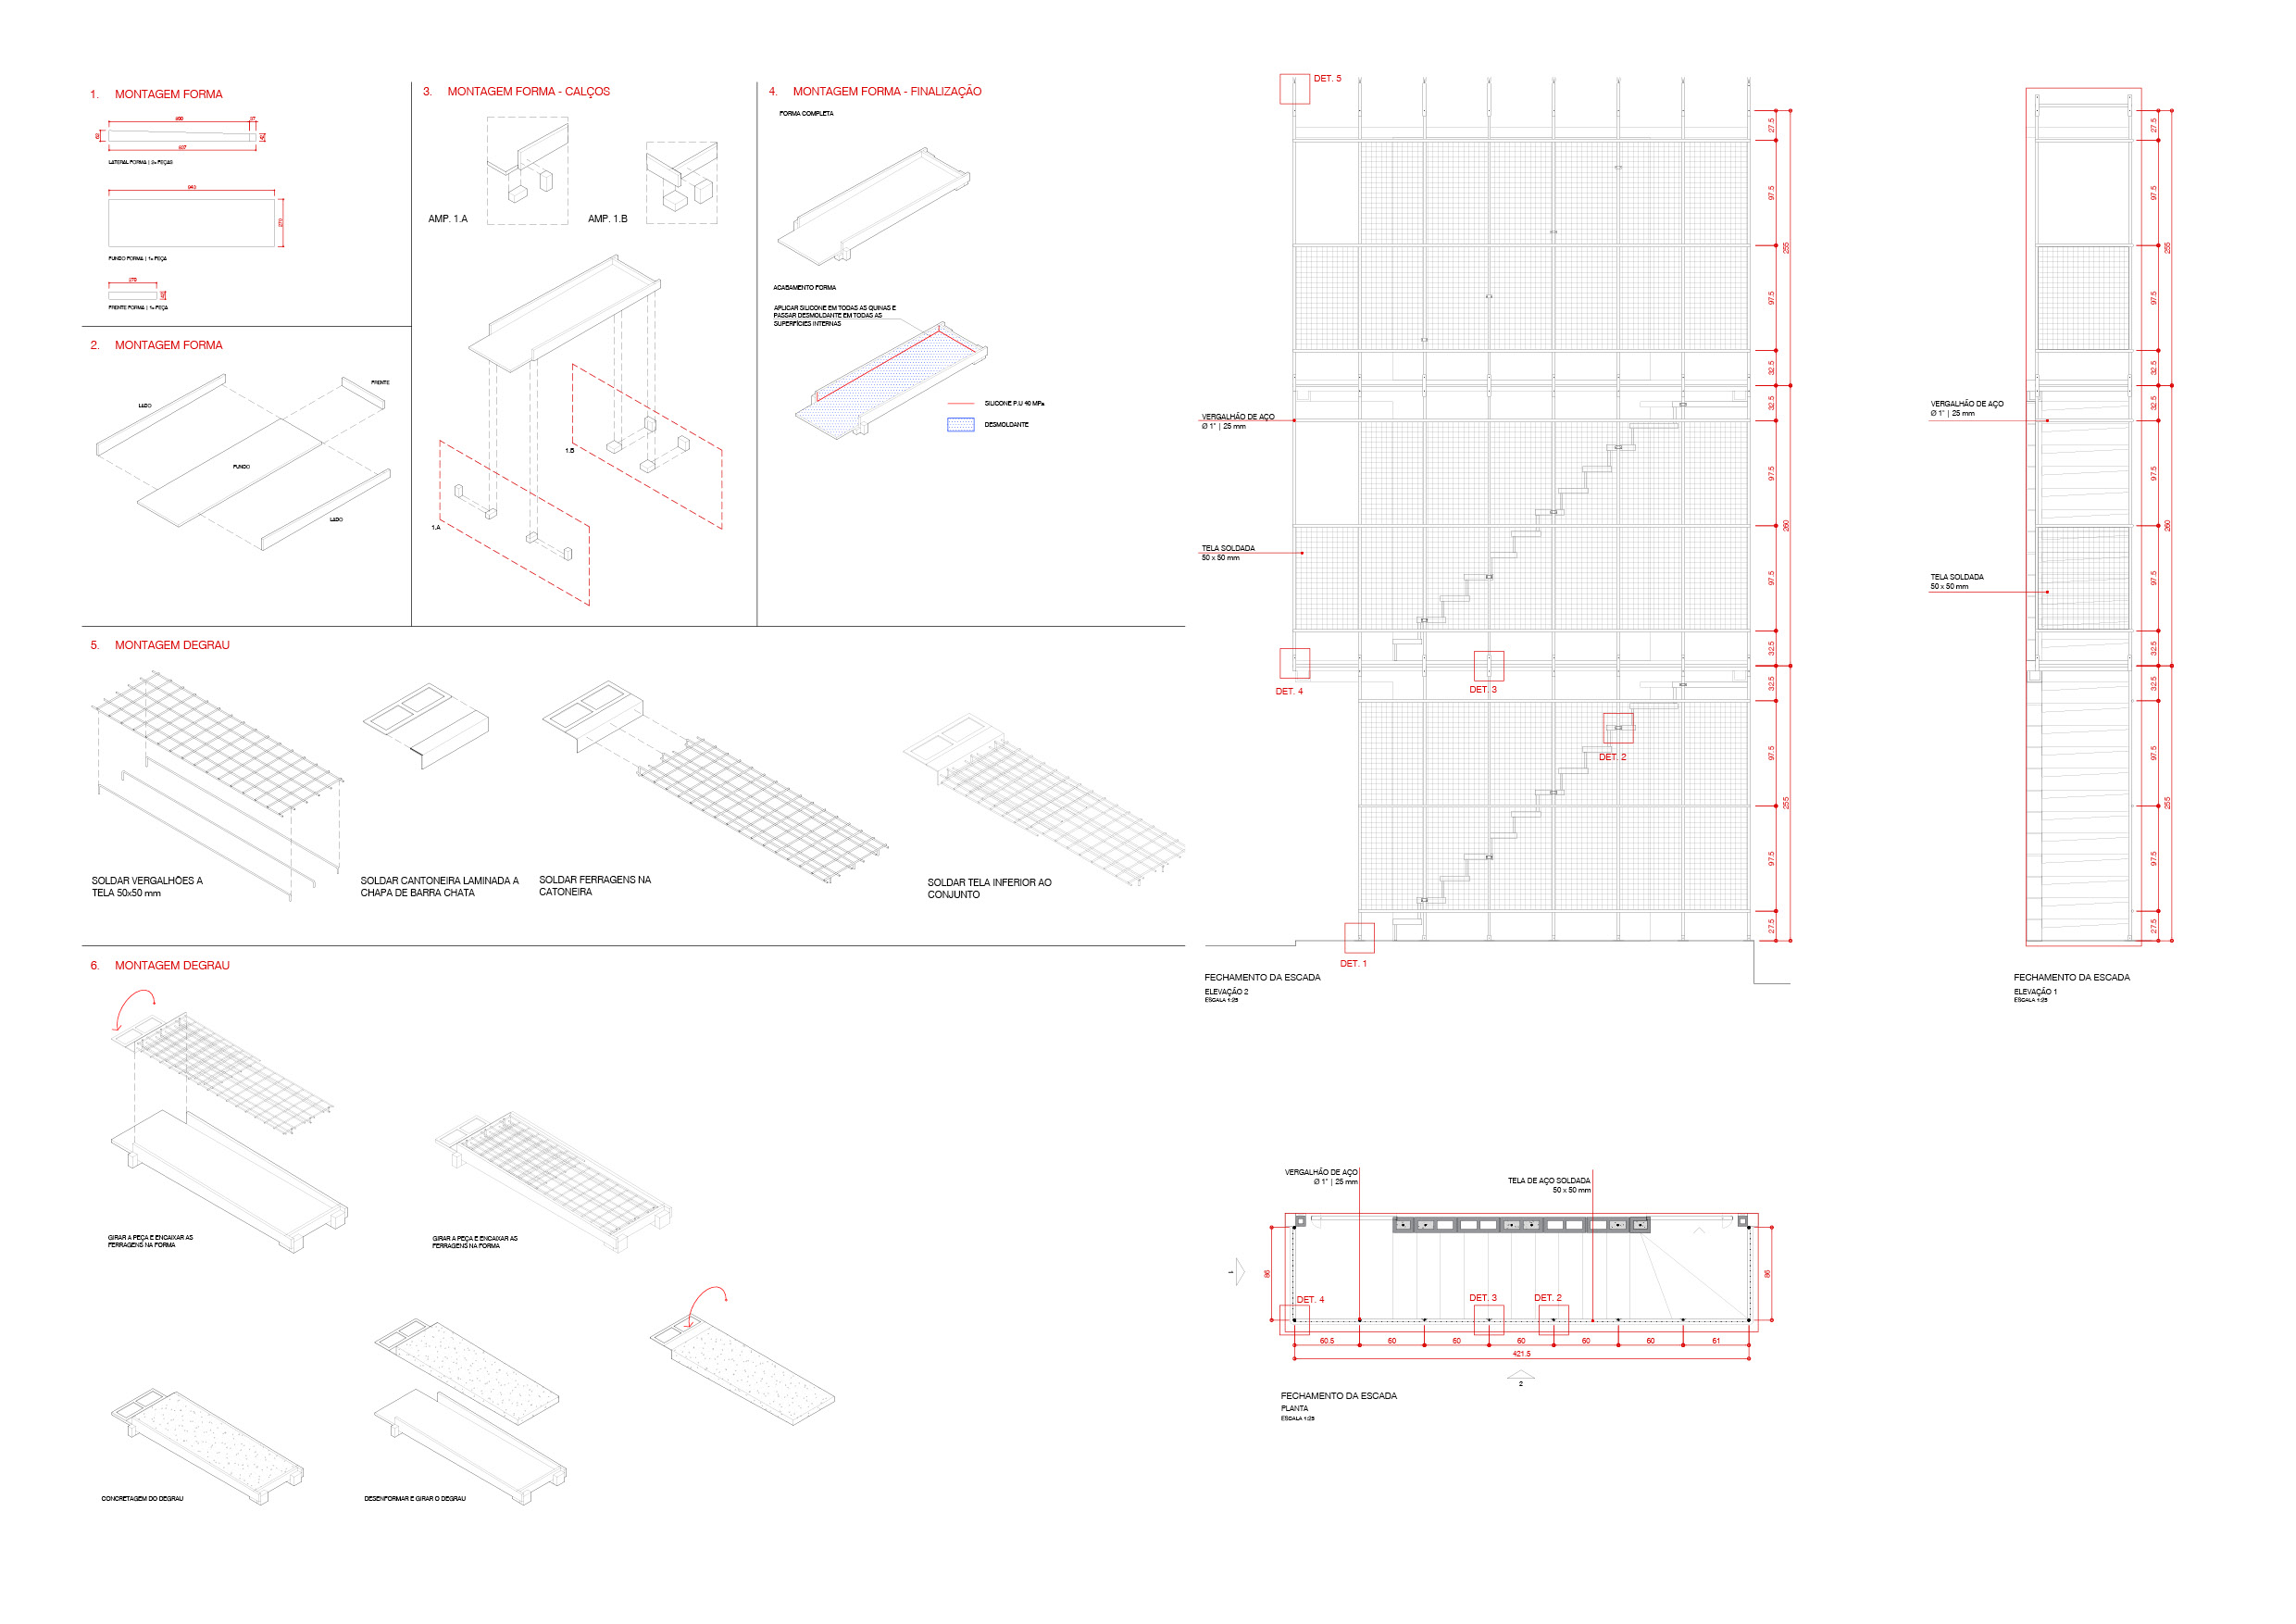 1. MONTAGEM FORMA
LATERAL FORMA | 2x PEÇAS
FUNDO FORMA | 1x PEÇA
270
FRENTE FORMA | 1x PEÇA
2. MONTAGEM FORMA
LADO
FRENTE
FUNDO
LADO
3. MONTAGEM FORMA - CALÇOS
AMP. 1.A
AMP. 1.B
1.B
1.A
4. MONTAGEM FORMA - FINALIZAÇÃO
FORMA COMPLETA
ACABAMENTO FORMA
APLICAR SILICONE EM TODAS AS QUINAS E
PASSAR DESMOLDANTE EM TODAS AS
SUPERFÍCIES INTERNAS
SILICONE P.U 40 MPa
DESMOLDANTE
5. MONTAGEM DEGRAU
SOLDAR VERGALHÕES A
TELA 50x50 mm
SOLDAR CANTONEIRA LAMINADA A
CHAPA DE BARRA CHATA
SOLDAR FERRAGENS NA
CATONEIRA
SOLDAR TELA INFERIOR AO
CONJUNTO
6. MONTAGEM DEGRAU
GIRAR A PEÇA E ENCAIXAR AS
FERRAGENS NA FORMA
GIRAR A PEÇA E ENCAIXAR AS
FERRAGENS NA FORMA
CONCRETAGEM DO DEGRAU
DESENFORMAR E GIRAR O DEGRAU
DET. 5
27.5
97.5
255
97.5
32.5
32.5
97.5
260
97.5
32.5
32.5
97.5
255
97.5
27.5
VERGALHÃO DE AÇO
Ø 1" | 25 mm
TELA SOLDADA
50 x 50 mm
DET. 4
DET. 3
DET. 2
DET. 1
FECHAMENTO DA ESCADA
ELEVAÇÃO 2
ESCALA 1:25
27.5
97.5
255
97.5
32.5
32.5
97.5
260
97.5
32.5
32.5
97.5
255
97.5
27.5
VERGALHÃO DE AÇO
Ø 1" | 25 mm
TELA SOLDADA
50 x 50 mm
FECHAMENTO DA ESCADA
ELEVAÇÃO 1
ESCALA 1:25
VERGALHÃO DE AÇO
Ø 1" | 25 mm
TELA DE AÇO SOLDADA
50 x 50 mm
1
86
86
DET. 4
DET. 3
DET. 2
60.5 60 60 60 60 60 61
421.5
2
FECHAMENTO DA ESCADA
PLANTA
ESCALA 1:25